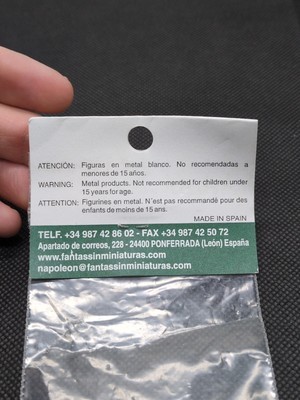 ATENCIÓN: Figuras en metal blanco. No recomendadas a
menores de 15 años.
WARNING: Metal products. Not recommended for children under
15 years for age.
ATTENTION: Figurines en metal. N'est pas recommandé pour des
enfants de moins de 15 ans.
MADE IN SPAIN
TELF. +34 987 42 86 02 - FAX +34 987 42 50 72
Apartado de correos, 228 - 24400 PONFERRADA (León) España
www.fantassinminiaturas.com
napoleon@fantassinminiaturas.com